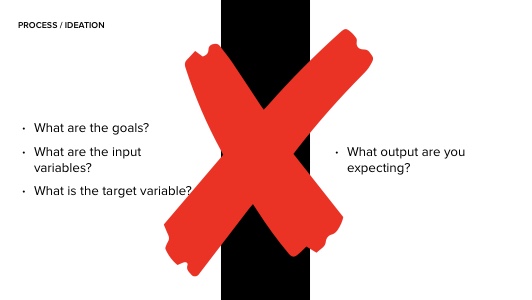 PROCESS / IDEATION
• What are the goals?
• What are the input
variables?
• What is the target variable?
• What output are you
expecting?